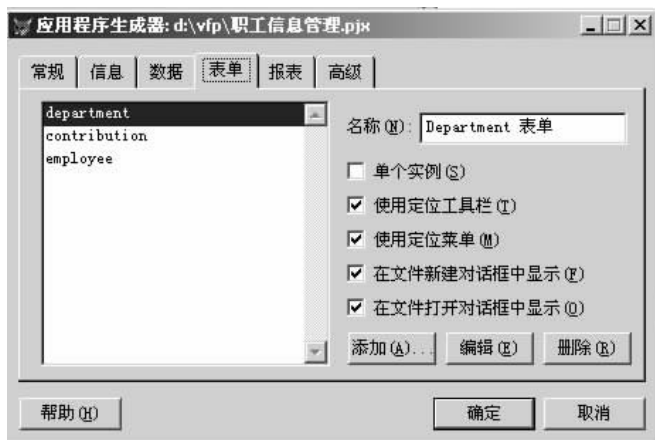 应用程序生成器: d:\vfp\职工信息管理.pjx
常规 信息 数据 表单 报表 高级
department
contribution
employee
名称(N): Department 表单
单个实例(S)
使用定位工具栏(T)
使用定位菜单(M)
在文件新建对话框中显示(F)
在文件打开对话框中显示(O)
添加(A)... 编辑(E) 删除(R)
帮助(H) 确定 取消